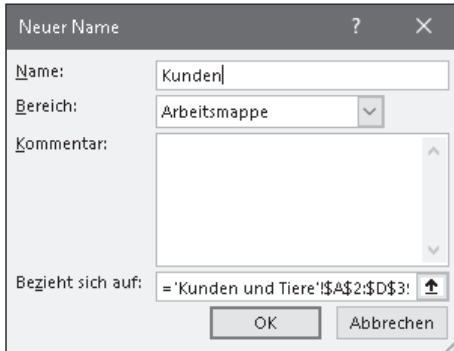 Neuer Name ?
Name: Kunden
Bereich: Arbeitsmappe
Kommentar:
Bezieht sich auf: ='Kunden und Tiere'!$A$2:$D$3
OK Abbrechen